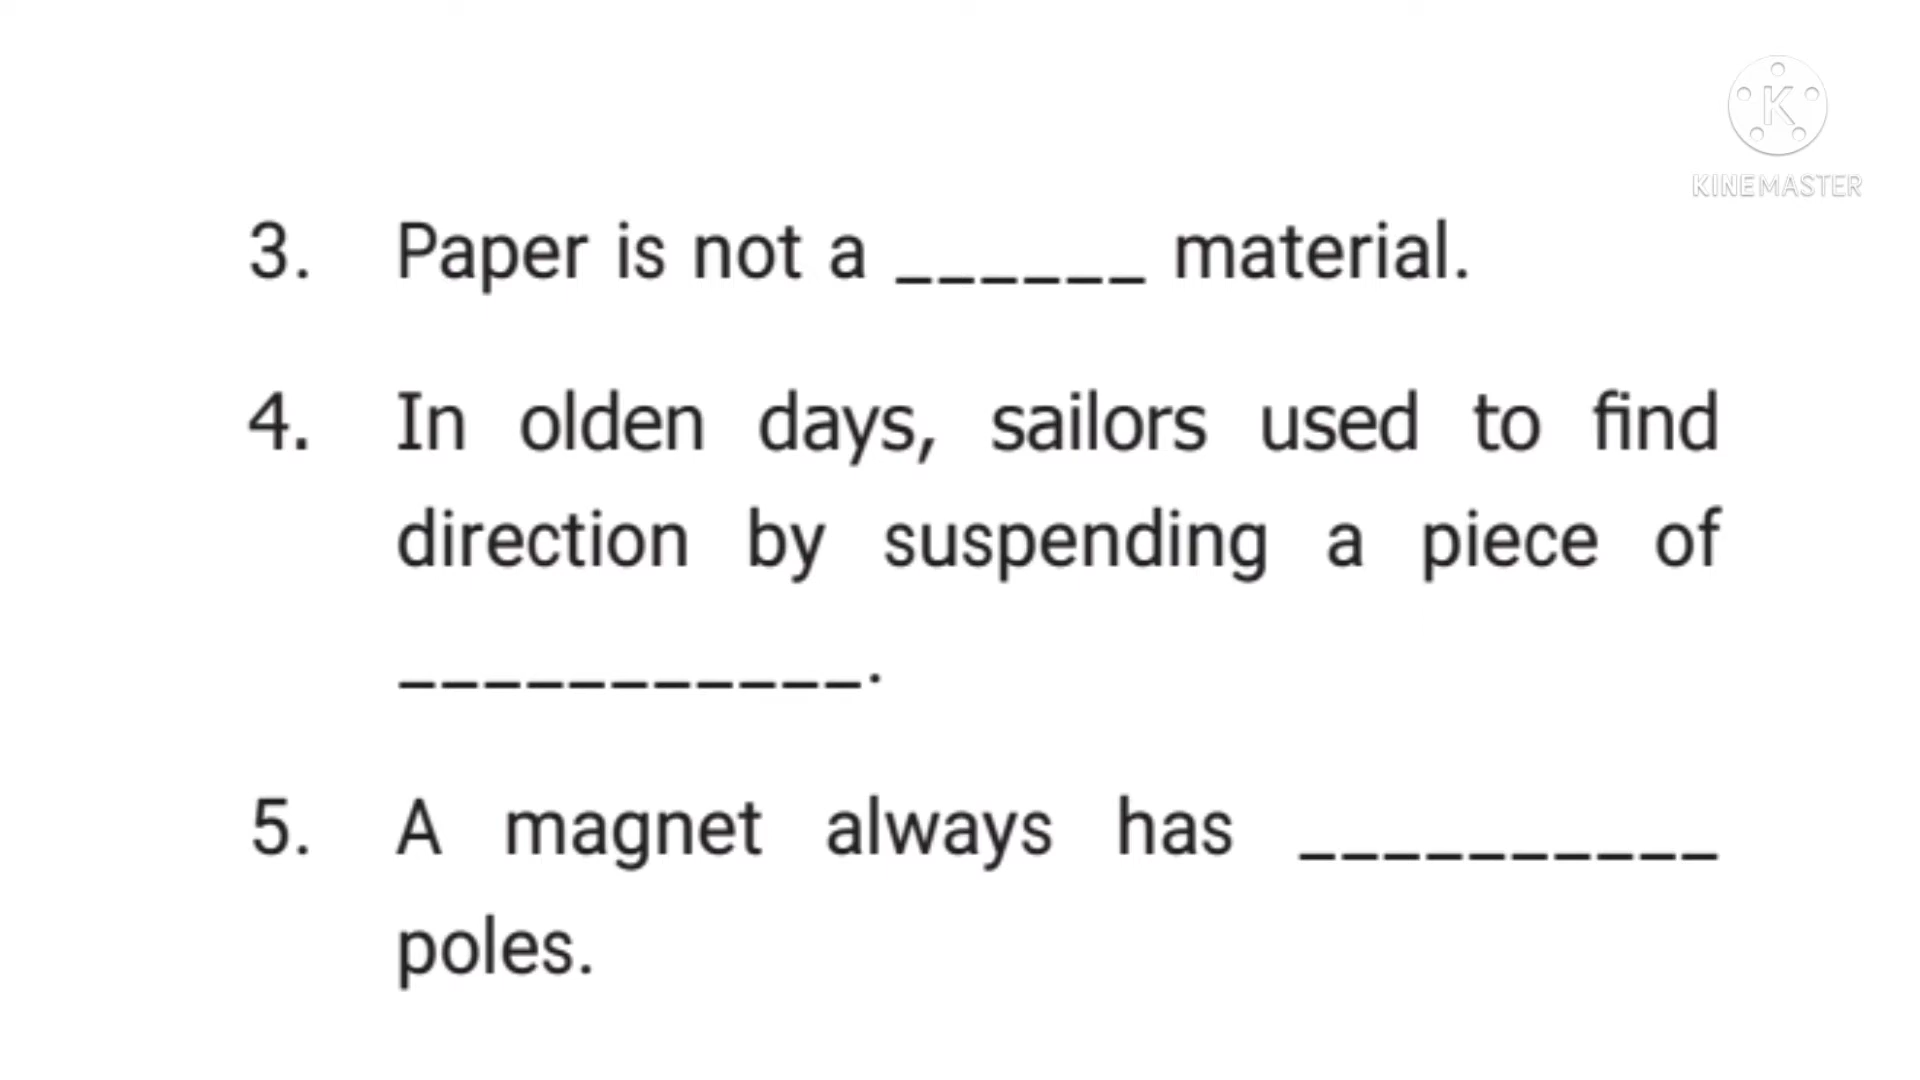 KINEMASTER
3. Paper is not a ______ material.
4. In olden days, sailors used to find
direction by suspending a piece of
___________.
5. A magnet always has __________
poles.